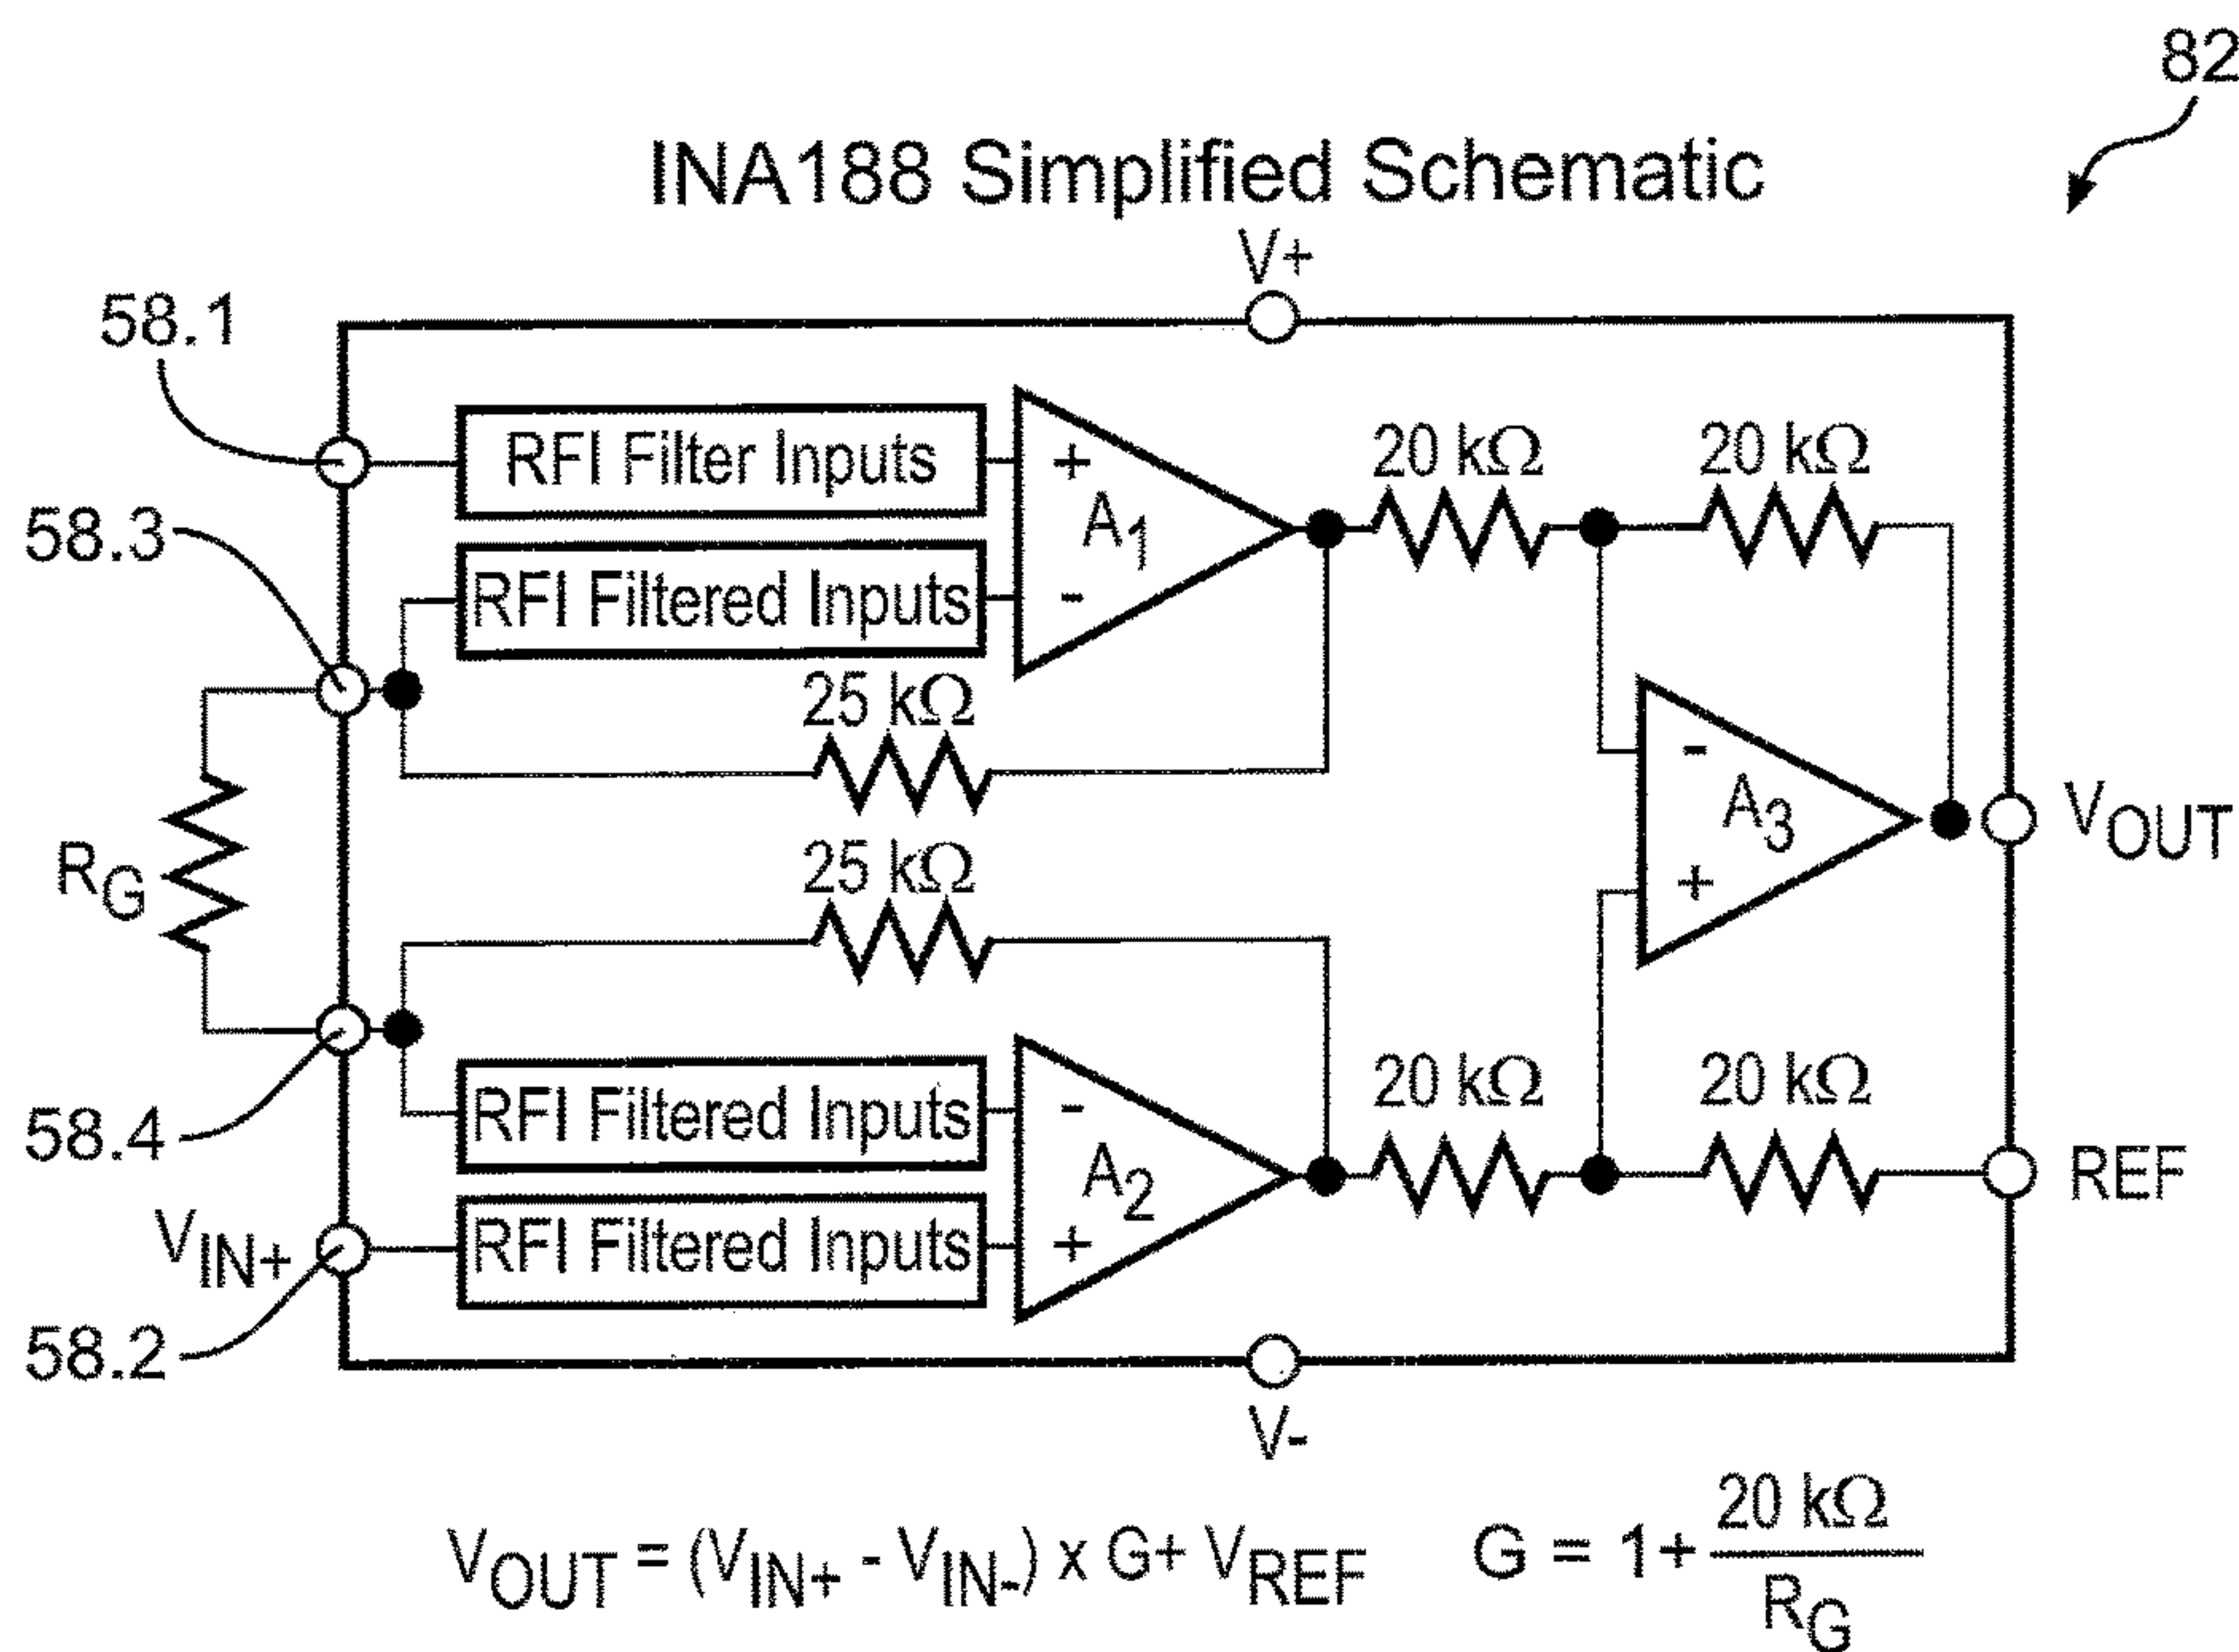 82
INA188 Simplified Schematic
V+
58.1
RFI Filter Inputs
+
A1
20 kΩ
20 kΩ
58.3
RFI Filtered Inputs
-
25 kΩ
-
A3
+
VOUT
RG
25 kΩ
58.4
RFI Filtered Inputs
-
A2
20 kΩ
20 kΩ
REF
VIN+
RFI Filtered Inputs
+
58.2
V-
VOUT = (VIN+ - VIN-) x G+ VREF
G = 1+ 20 kΩ
RG